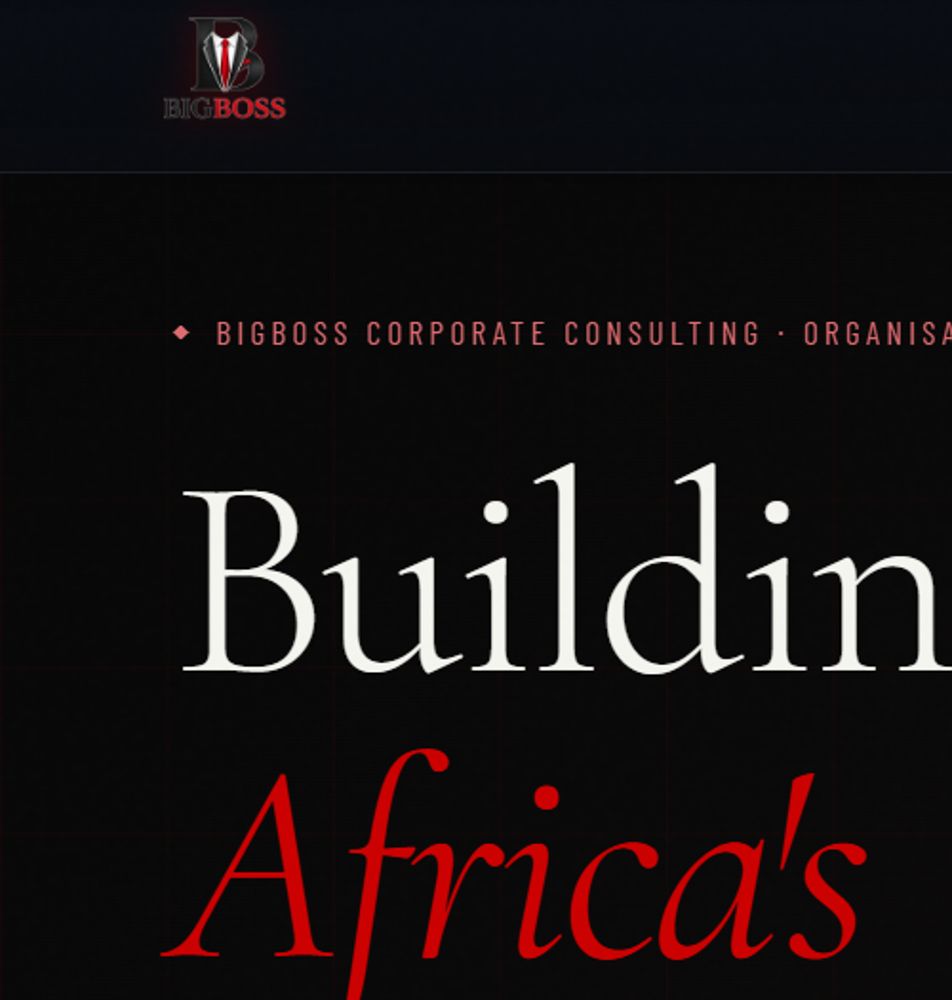 B
BIGBOSS
◆ BIGBOSS CORPORATE CONSULTING · ORGANISA
Buildin
Africa's